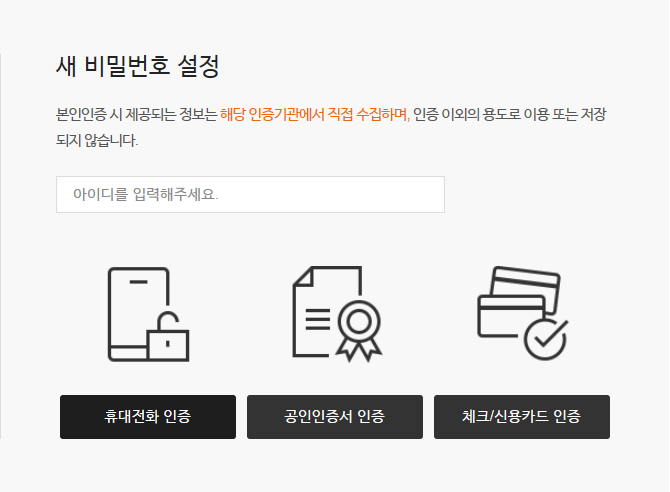 새 비밀번호 설정
본인인증 시 제공되는 정보는 해당 인증기관에서 직접 수집하며, 인증 이외의 용도로 이용 또는 저장
되지 않습니다.
아이디를 입력해주세요.
휴대전화 인증
공인인증서 인증
체크/신용카드 인증